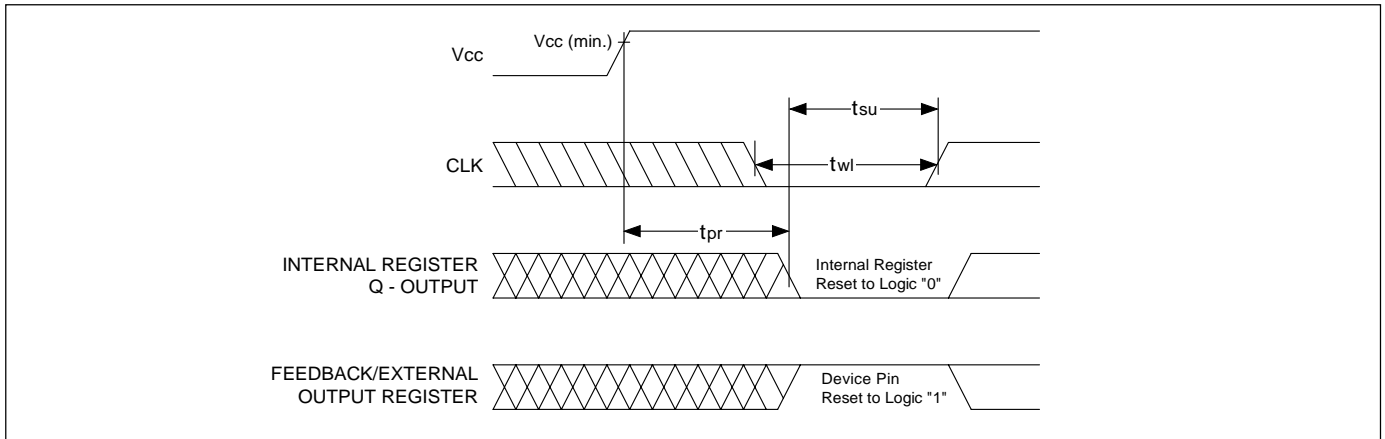 Vcc
Vcc (min.)
tsu
CLK
twl
tpr
INTERNAL REGISTER
Q - OUTPUT
Internal Register
Reset to Logic "0"
FEEDBACK/EXTERNAL
OUTPUT REGISTER
Device Pin
Reset to Logic "1"